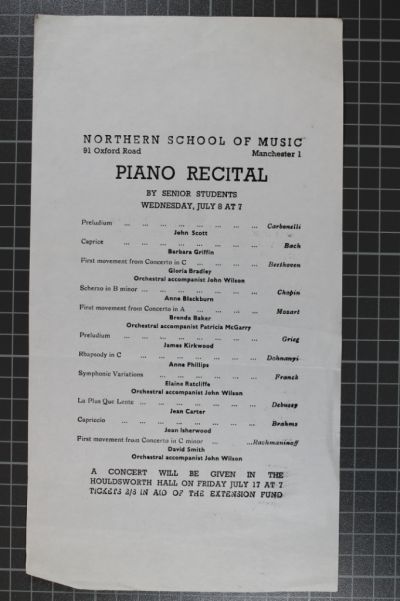 NORTHERN SCHOOL OF MUSIC
91 Oxford Road Manchester 1
PIANO RECITAL
BY SENIOR STUDENTS
WEDNESDAY, JULY 8 AT 7
Preludium ... ... ... ... ... ... ... Carbonelli
John Scott
Caprice ... ... ... ... ... ... ... Bach
Barbara Griffin
First movement from Concerto in C ... ... ... ... Beethoven
Gloria Bradley
Orchestral accompanist John Wilson
Scherzo in B minor ... ... ... ... ... ... Chopin
Anne Blackburn
First movement from Concerto in A ... ... ... ... Mozart
Brenda Baker
Orchestral accompanist Patricia McGarry
Preludium ... ... ... ... ... ... ... Grieg
James Kirkwood
Rhapsody in C ... ... ... ... ... ... ... Dohnanyi
Anne Phillips
Symphonic Variations ... ... ... ... ... ... Franck
Elaine Ratcliffe
Orchestral accompanist John Wilson
La Plus Que Lente ... ... ... ... ... ... Debussy
Jean Carter
Capriccio ... ... ... ... ... ... ... Brahms
Joan Isherwood
First movement from Concerto in C minor ... ...Rachmaninoff
David Smith
Orchestral accompanist John Wilson
A CONCERT WILL BE GIVEN IN THE
HOULDSWORTH HALL ON FRIDAY JULY 17 AT 7
TICKETS 2/6 IN AID OF THE EXTENSION FUND